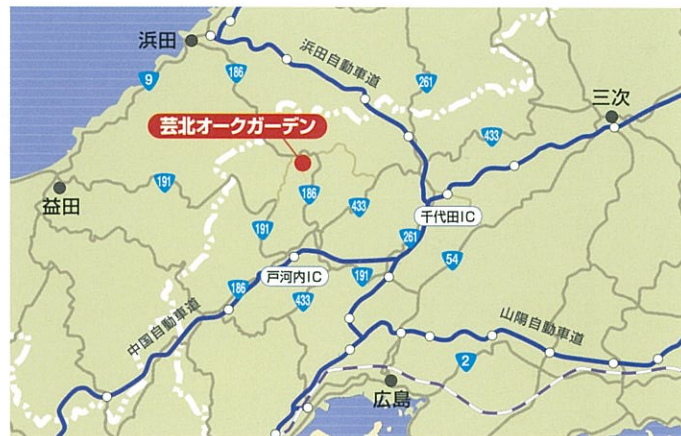 浜田
9
186
浜田自動車道
261
三次
芸北オークガーデン
433
191
186
433
益田
191
千代田IC
261
戸河内IC
191
54
186
433
中国自動車道
山陽自動車道
2
広島